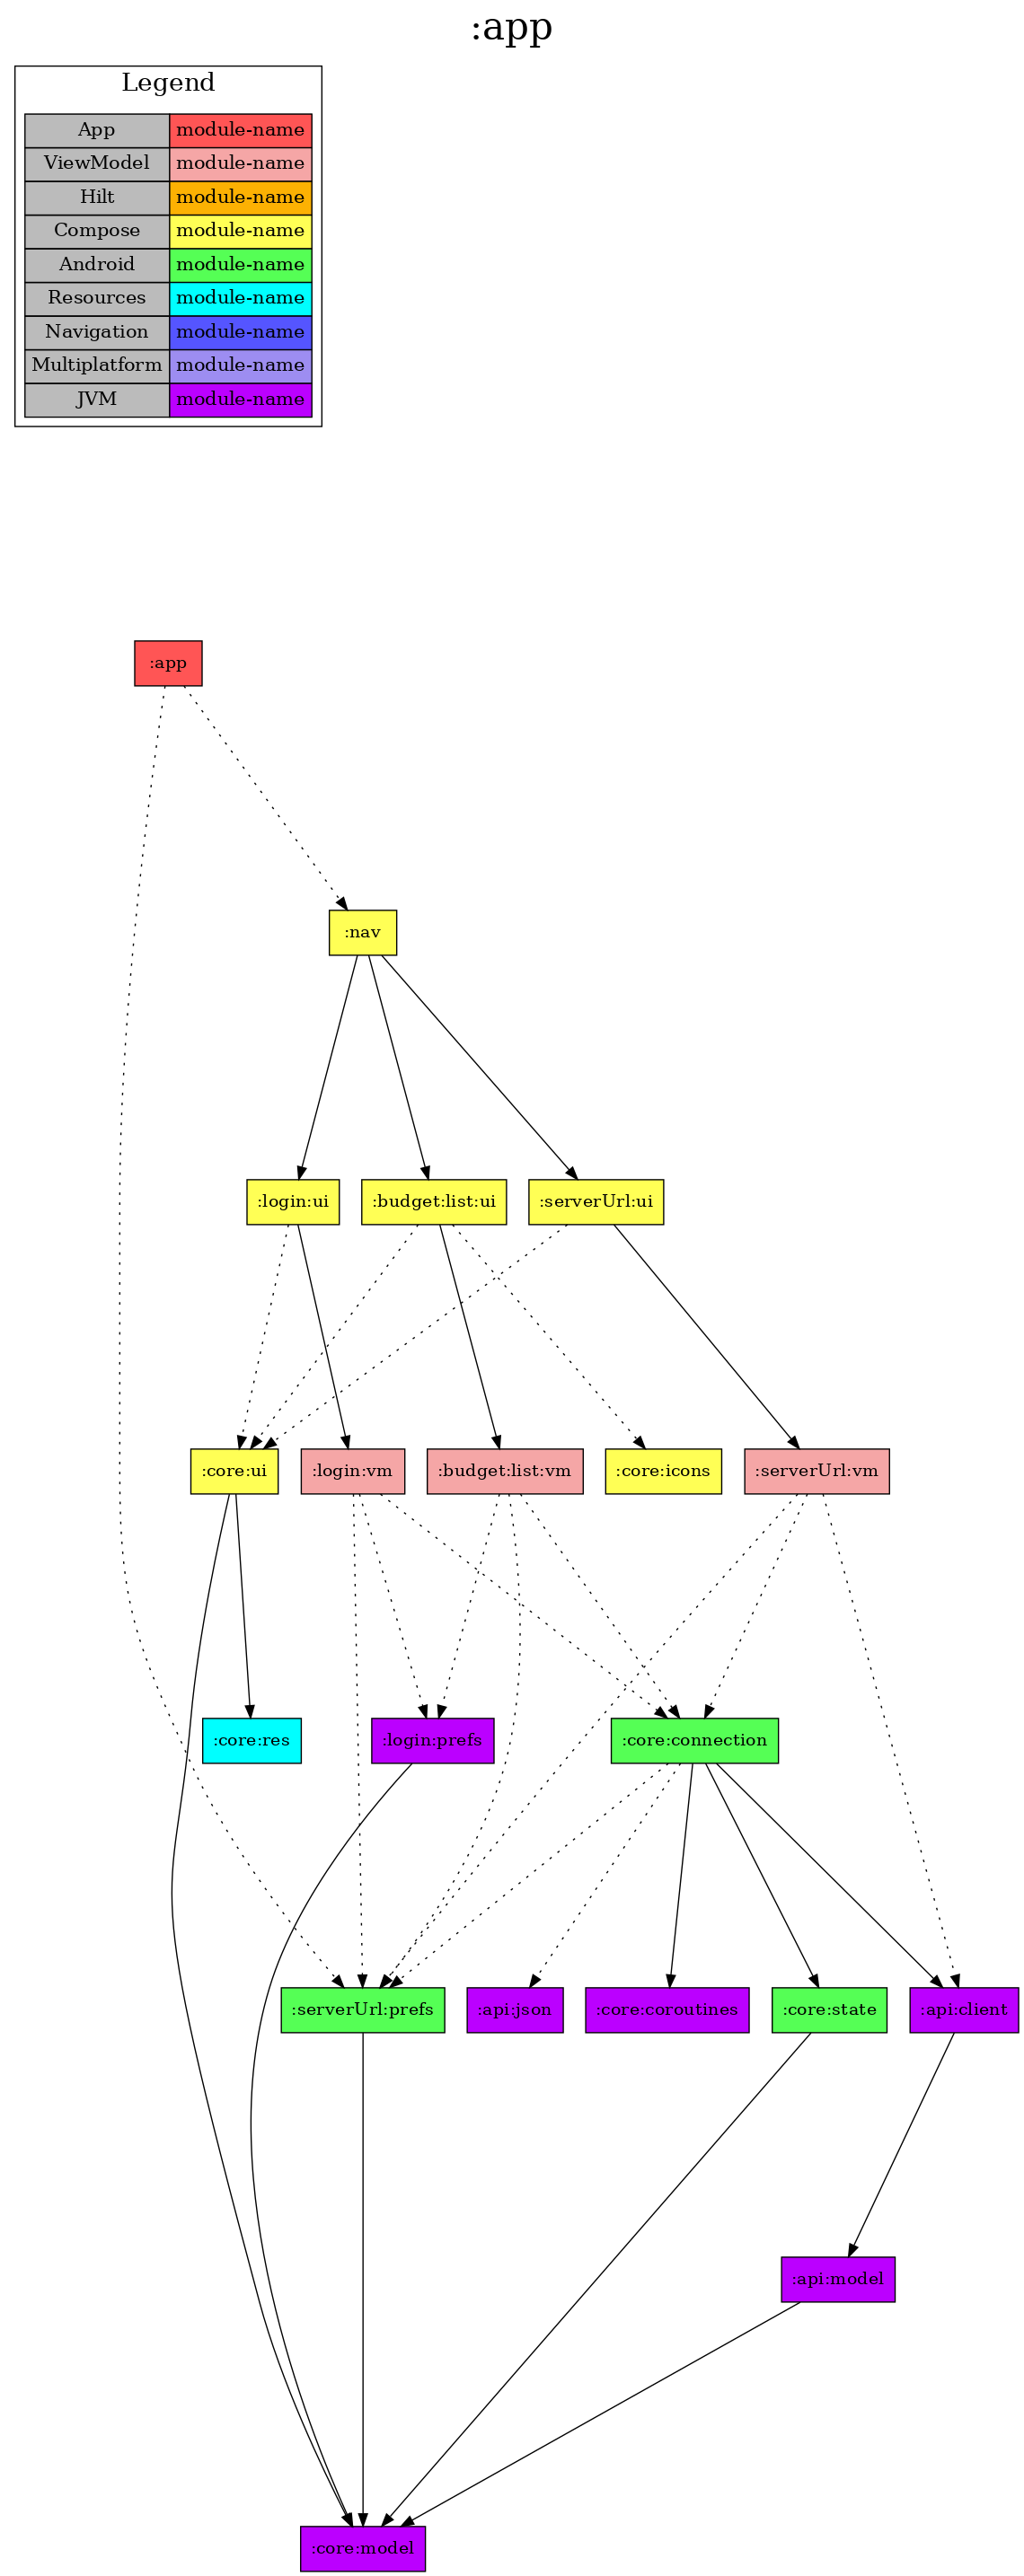 :app
Legend
App module-name
ViewModel module-name
Hilt module-name
Compose module-name
Android module-name
Resources module-name
Navigation module-name
Multiplatform module-name
JVM module-name
:app
:nav
:login:ui :budget:list:ui :serverUrl:ui
:core:ui :login:vm :budget:list:vm :core:icons :serverUrl:vm
:core:res :login:prefs :core:connection
:serverUrl:prefs :api:json :core:coroutines :core:state :api:client
:api:model
:core:model